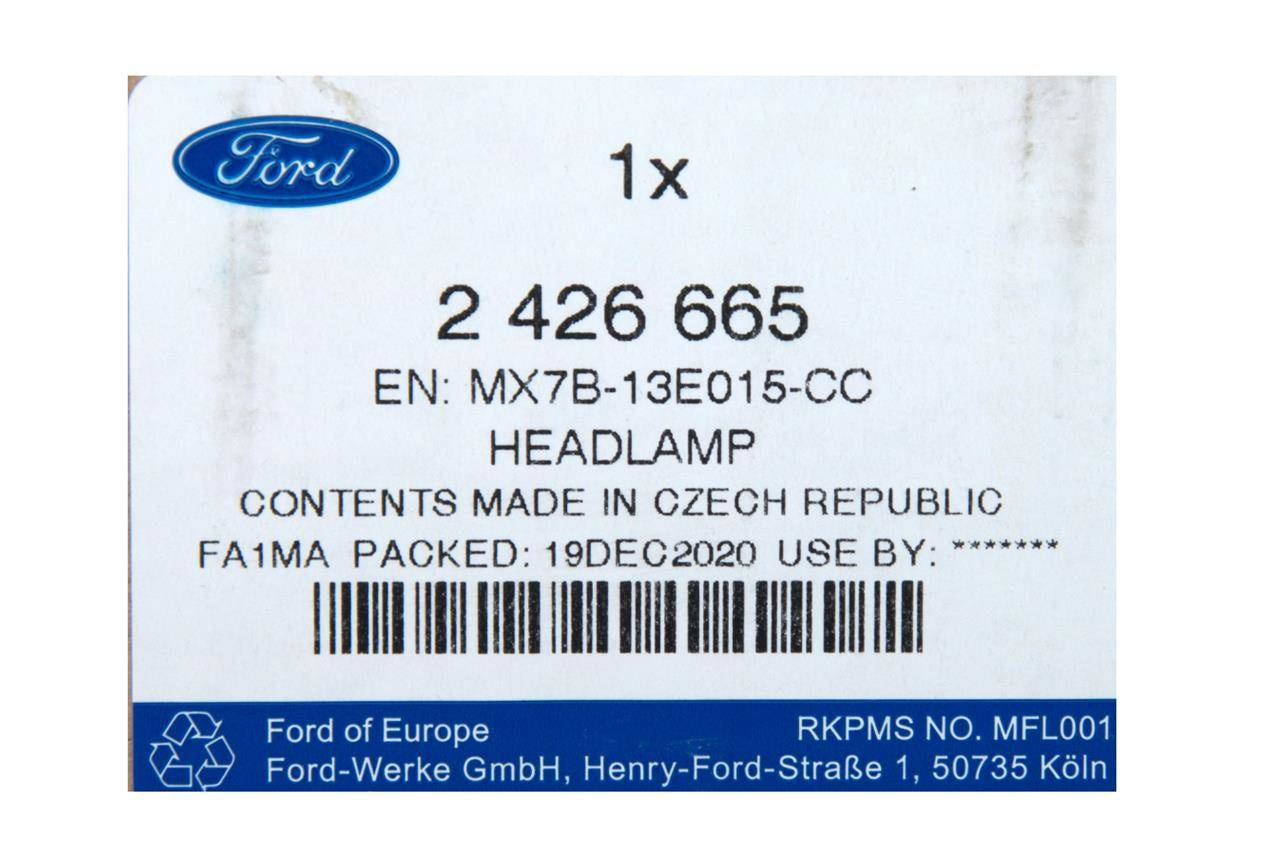 Ford
1x
2 426 665
EN: MX7B-13E015-CC
HEADLAMP
CONTENTS MADE IN CZECH REPUBLIC
FA1MA PACKED: 19DEC2020 USE BY: *******
Ford of Europe RKPMS NO. MFL001
Ford-Werke GmbH, Henry-Ford-Straße 1, 50735 Köln